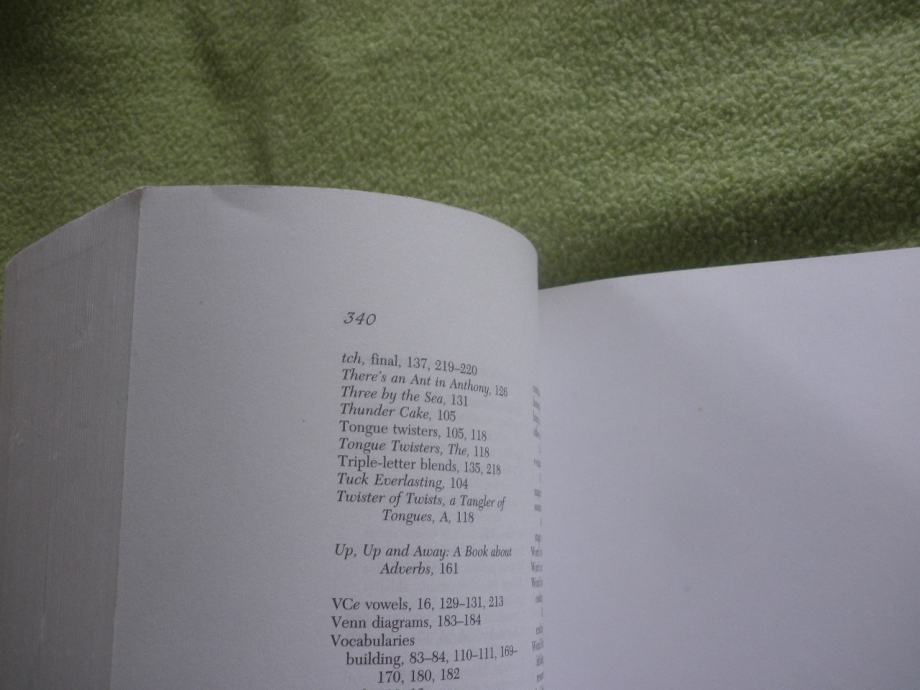 340
tch, final, 137, 219–220
There's an Ant in Anthony, 126
Three by the Sea, 131
Thunder Cake, 105
Tongue twisters, 105, 118
Tongue Twisters, The, 118
Triple-letter blends, 135, 218
Tuck Everlasting, 104
Twister of Twists, a Tangler of
Tongues, A, 118
Up, Up and Away: A Book about
Adverbs, 161
VCe vowels, 16, 129–131, 213
Venn diagrams, 183–184
Vocabularies
building, 83–84, 110–111, 169-
170, 180, 182